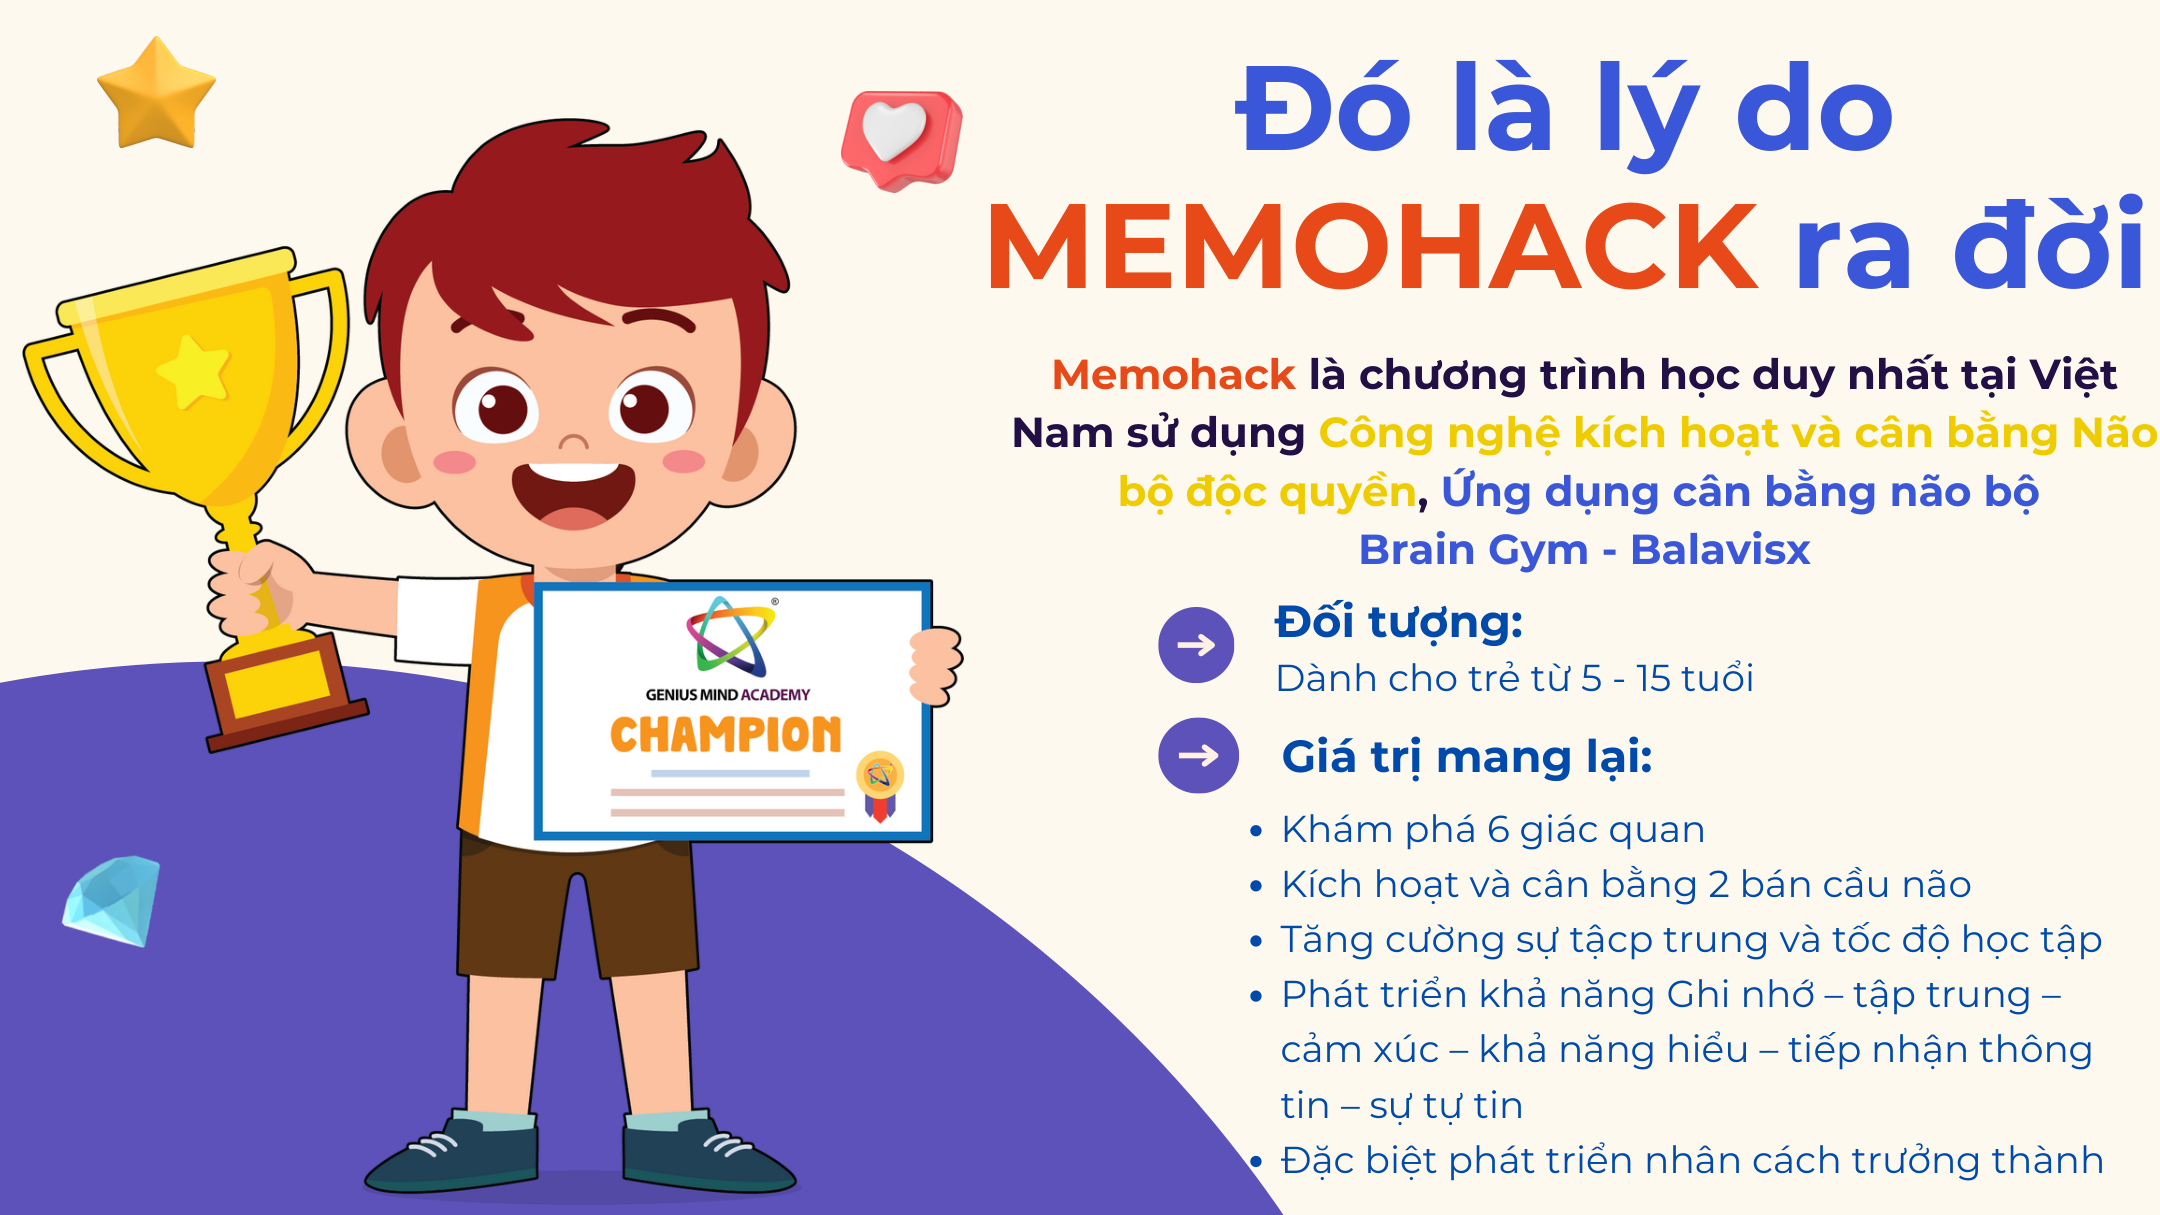 Đó là lý do
MEMOHACK ra đời
Memohack là chương trình học duy nhất tại Việt
Nam sử dụng Công nghệ kích hoạt và cân bằng Não
bộ độc quyền, Ứng dụng cân bằng não bộ
Brain Gym - Balavisx
Đối tượng:
Dành cho trẻ từ 5 - 15 tuổi
Giá trị mang lại:
• Khám phá 6 giác quan
• Kích hoạt và cân bằng 2 bán cầu não
• Tăng cường sự tậcp trung và tốc độ học tập
• Phát triển khả năng Ghi nhớ – tập trung –
cảm xúc – khả năng hiểu – tiếp nhận thông
tin – sự tự tin
• Đặc biệt phát triển nhân cách trưởng thành
®
GENIUS MIND ACADEMY
CHAMPION